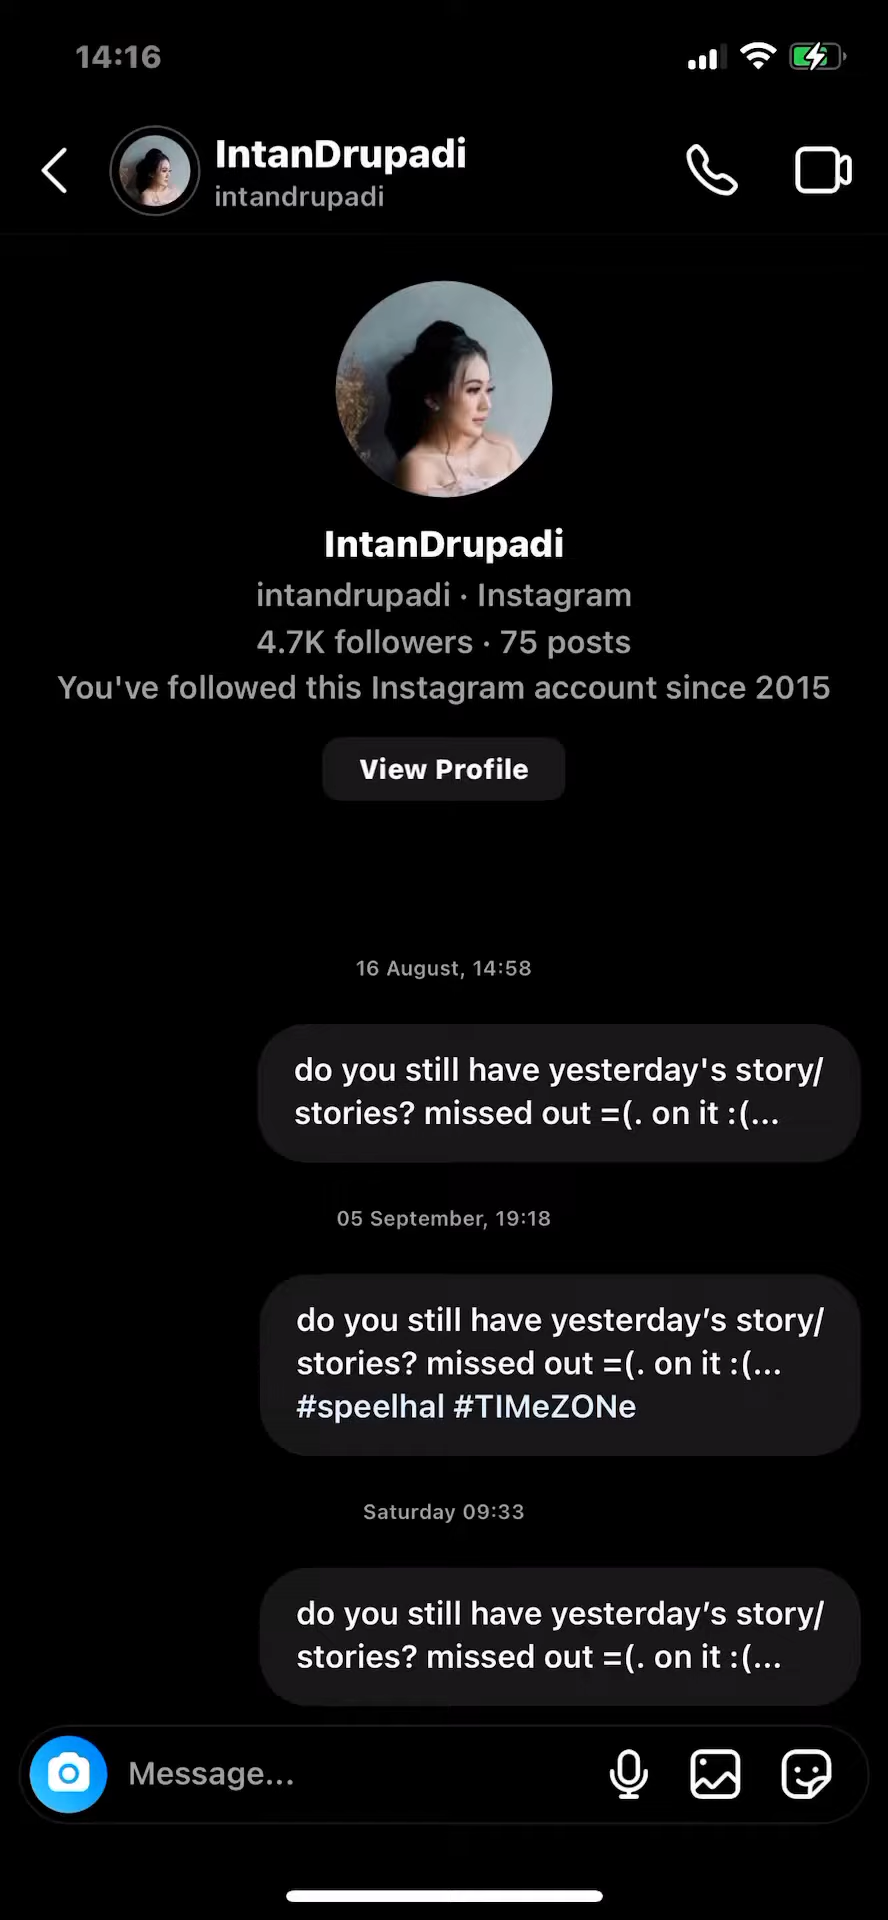 14:16
IntanDrupadi
intandrupadi
IntanDrupadi
intandrupadi · Instagram
4.7K followers · 75 posts
You've followed this Instagram account since 2015
View Profile
16 August, 14:58
do you still have yesterday's story/
stories? missed out =(. on it :(...
05 September, 19:18
do you still have yesterday’s story/
stories? missed out =(. on it :(...
#speelhal #TIMeZONe
Saturday 09:33
do you still have yesterday’s story/
stories? missed out =(. on it :(...
Message...